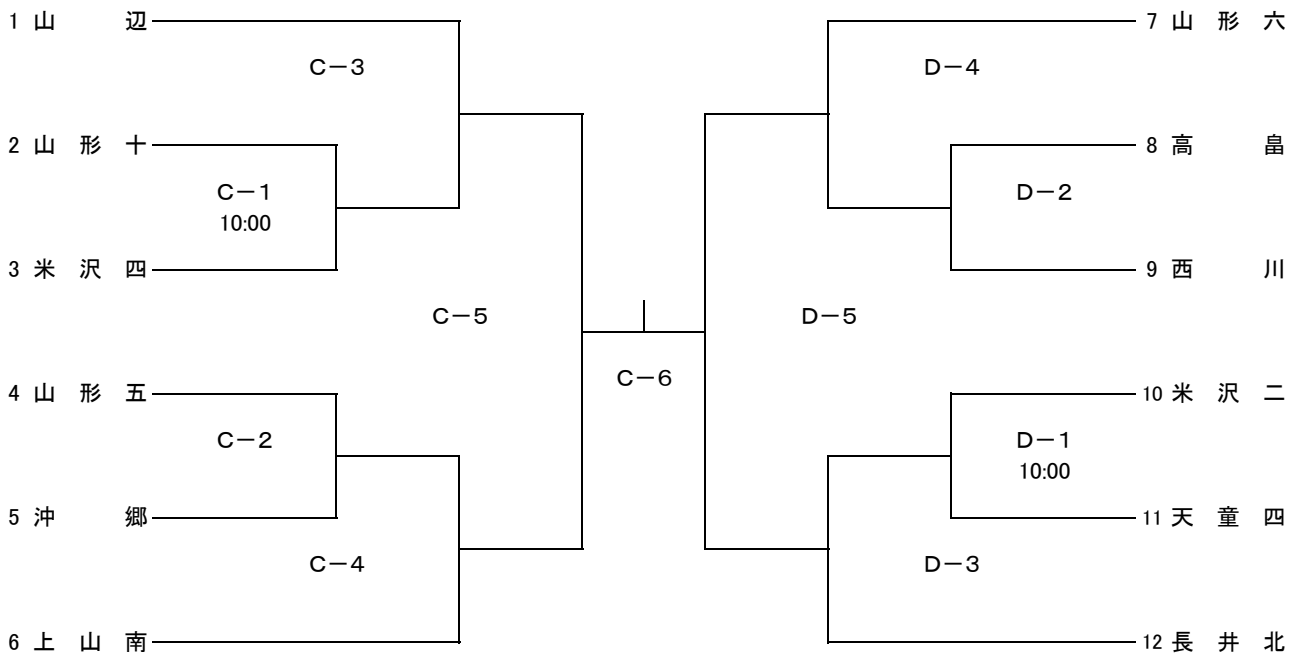 1 山 辺
C－3
2 山 形 十
C－1
10:00
3 米 沢 四
C－5
4 山 形 五
C－2
5 沖 郷
C－4
6 上 山 南
C－6
7 山 形 六
D－4
8 高 畠
D－2
9 西 川
D－5
10 米 沢 二
D－1
10:00
11 天 童 四
D－3
12 長 井 北